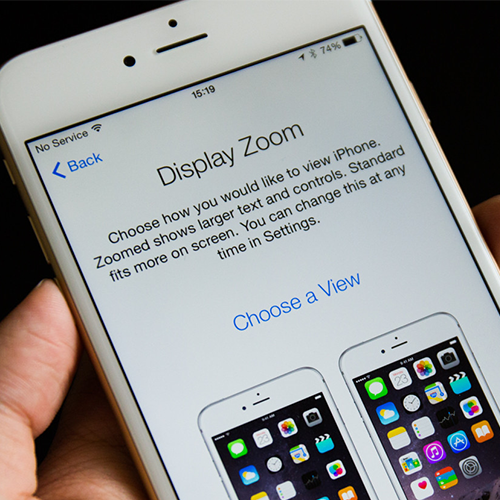 No Service 15:19 74%
Back
Display Zoom
Choose how you would like to view iPhone.
Zoomed shows larger text and controls. Standard
fits more on screen. You can change this at any
time in Settings.
Choose a View